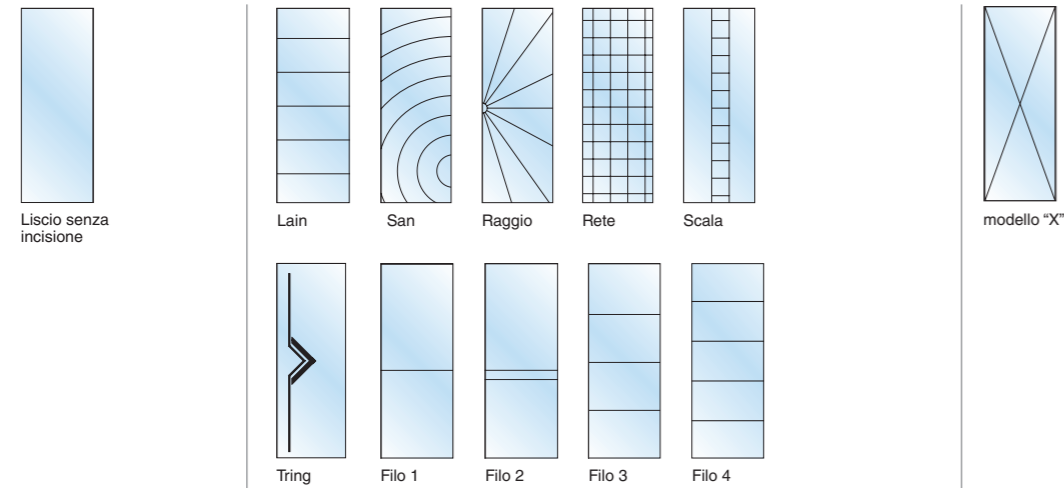 Liscio senza
incisione
Lain
San
Raggio
Rete
Scala
modello “X”
Tring
Filo 1
Filo 2
Filo 3
Filo 4